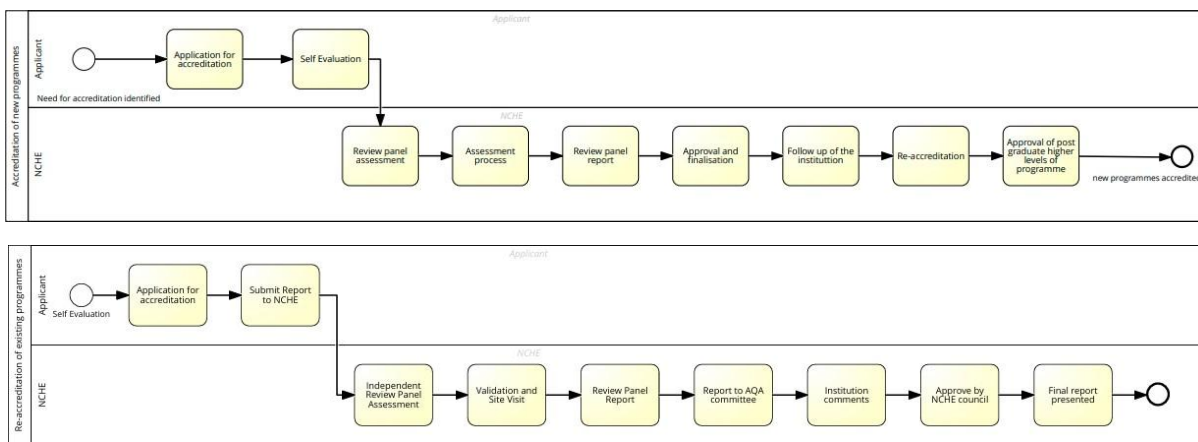 Accreditation of new programmes
Applicant
Applicant
Need for accreditation identified
Application for
accreditation
Self Evaluation
NCHE
NCHE
Review panel
assessment
Assessment
process
Review panel
report
Approval and
finalisation
Follow up of the
instituttion
Re-accreditation
Approval of post
graduate higher
levels of
programme
new programmes accredited
Re-accreditation of existing programmes
Applicant
Applicant
Self Evaluation
Application for
accreditation
Submit Report
to NCHE
NCHE
NCHE
Independent
Review Panel
Assessment
Validation and
Site Visit
Review Panel
Report
Report to AQA
committee
Institution
comments
Approve by
NCHE council
Final report
presented